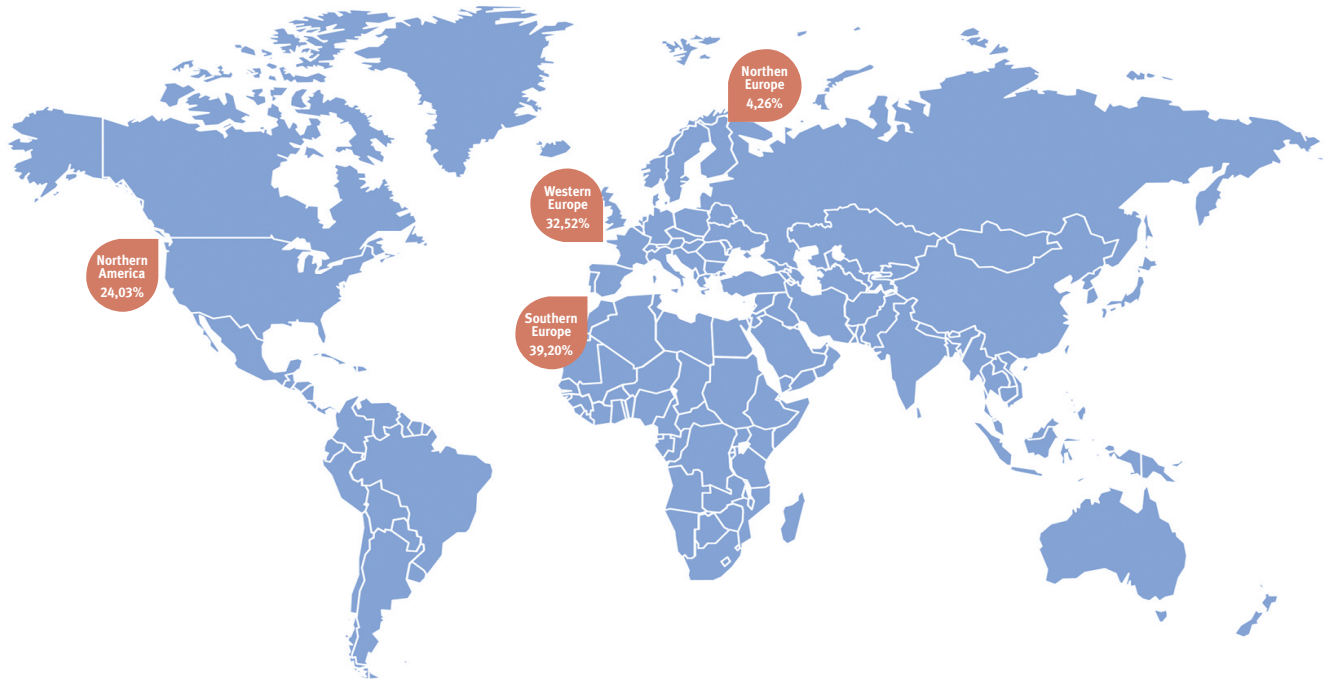 Northen
Europe
4,26%
Western
Europe
32,52%
Northern
America
24,03%
Southern
Europe
39,20%